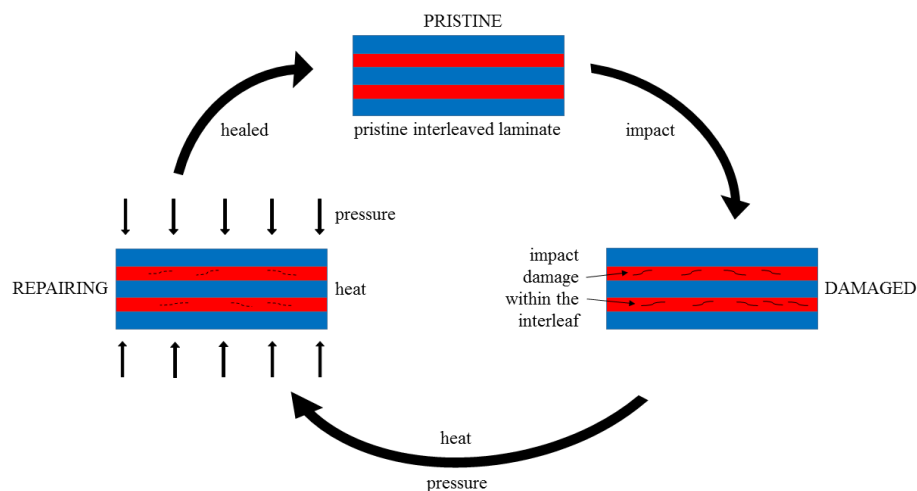 PRISTINE
pristine interleaved laminate
healed
impact
pressure
REPAIRING
heat
impact
damage
within the
interleaf
DAMAGED
heat
pressure